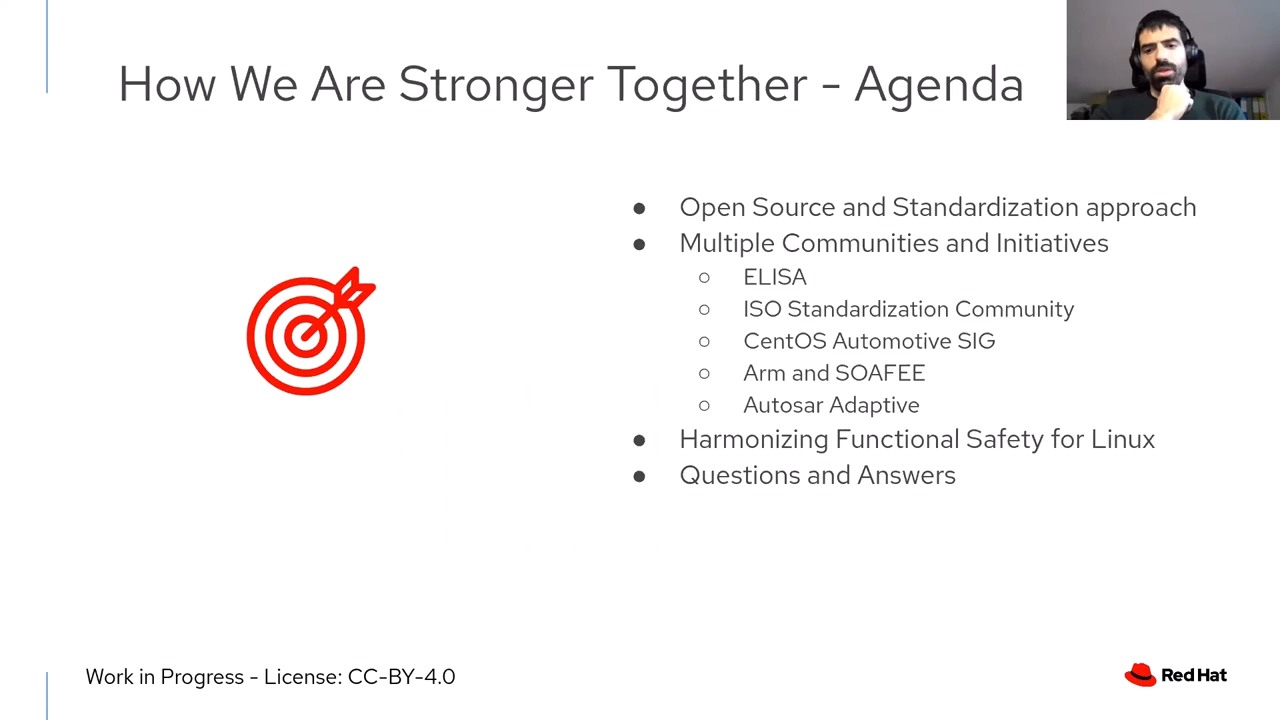 How We Are Stronger Together - Agenda
● Open Source and Standardization approach
● Multiple Communities and Initiatives
○ ELISA
○ ISO Standardization Community
○ CentOS Automotive SIG
○ Arm and SOAFEE
○ Autosar Adaptive
● Harmonizing Functional Safety for Linux
● Questions and Answers
Work in Progress - License: CC-BY-4.0
Red Hat